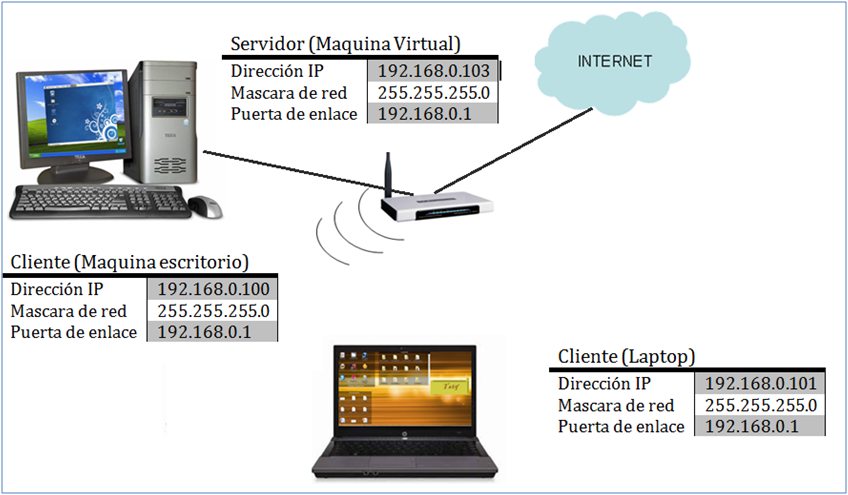 Servidor (Maquina Virtual)
Dirección IP 192.168.0.103
Mascara de red 255.255.255.0
Puerta de enlace 192.168.0.1
INTERNET
Cliente (Maquina escritorio)
Dirección IP 192.168.0.100
Mascara de red 255.255.255.0
Puerta de enlace 192.168.0.1
Cliente (Laptop)
Dirección IP 192.168.0.101
Mascara de red 255.255.255.0
Puerta de enlace 192.168.0.1